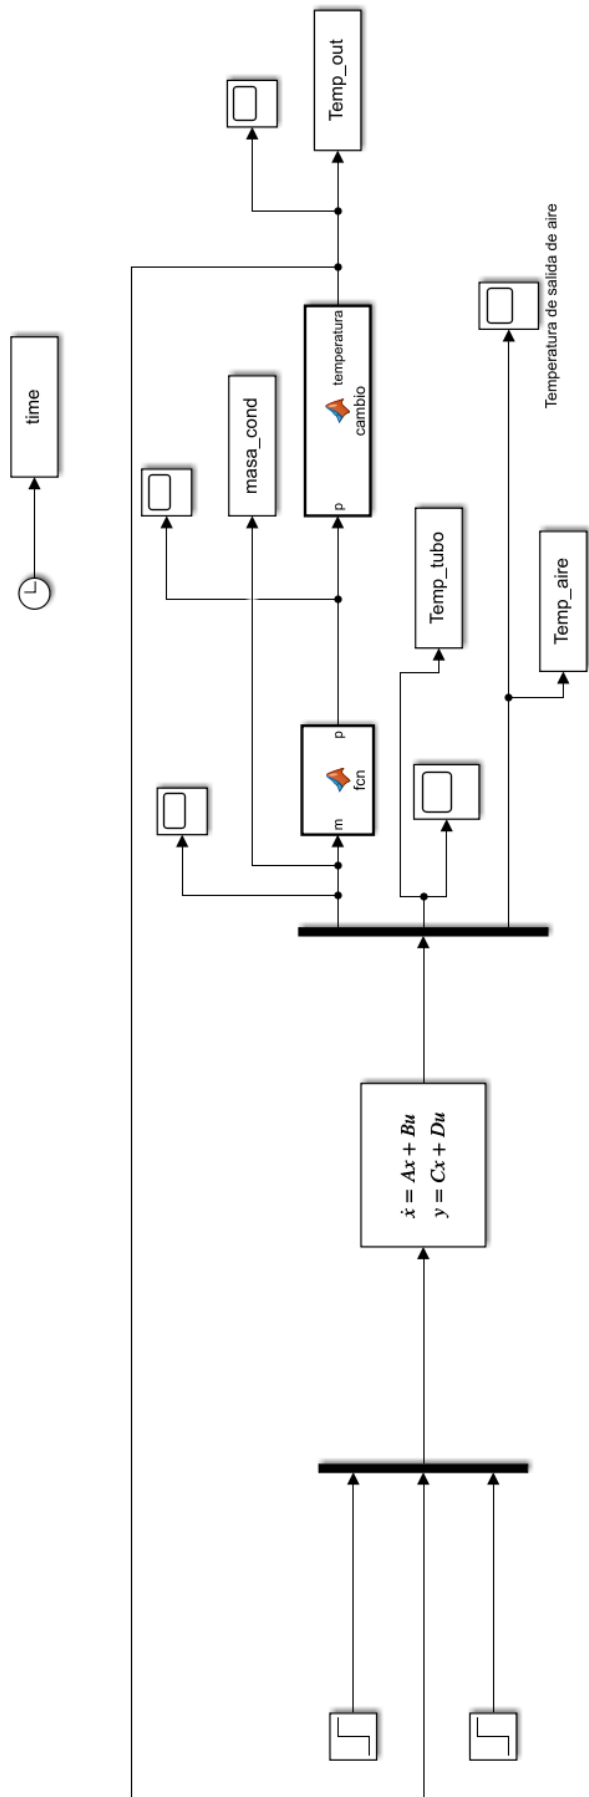 time
Temp_out
temperatura
cambio
p
masa_cond
Temperatura de salida de aire
Temp_tubo
Temp_aire
p
fcn
m
ẋ = Ax + Bu
y = Cx + Du